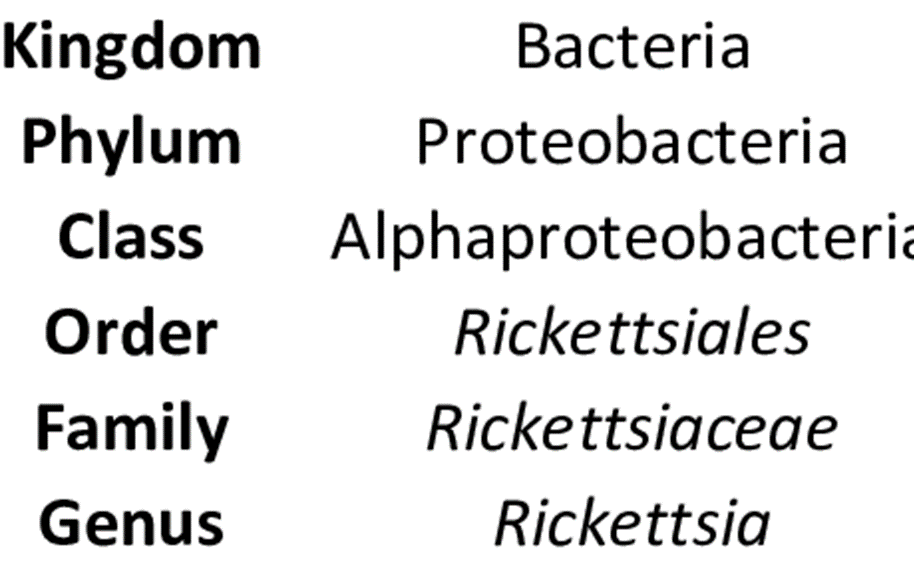 Kingdom Bacteria
Phylum Proteobacteria
Class Alphaproteobacteria
Order Rickettsiales
Family Rickettsiaceae
Genus Rickettsia